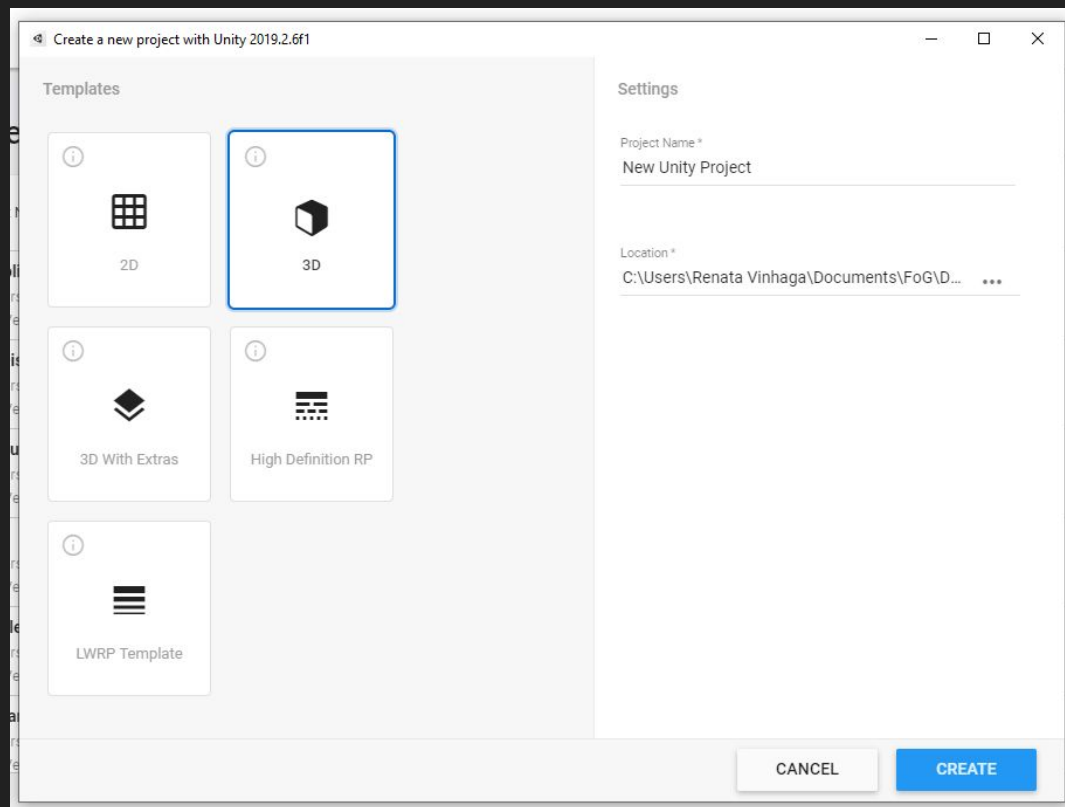 Create a new project with Unity 2019.2.6f1
Templates
2D
3D
3D With Extras
High Definition RP
LWRP Template
Settings
Project Name *
New Unity Project
Location *
C:\Users\Renata Vinhaga\Documents\FoG\D...
CANCEL
CREATE